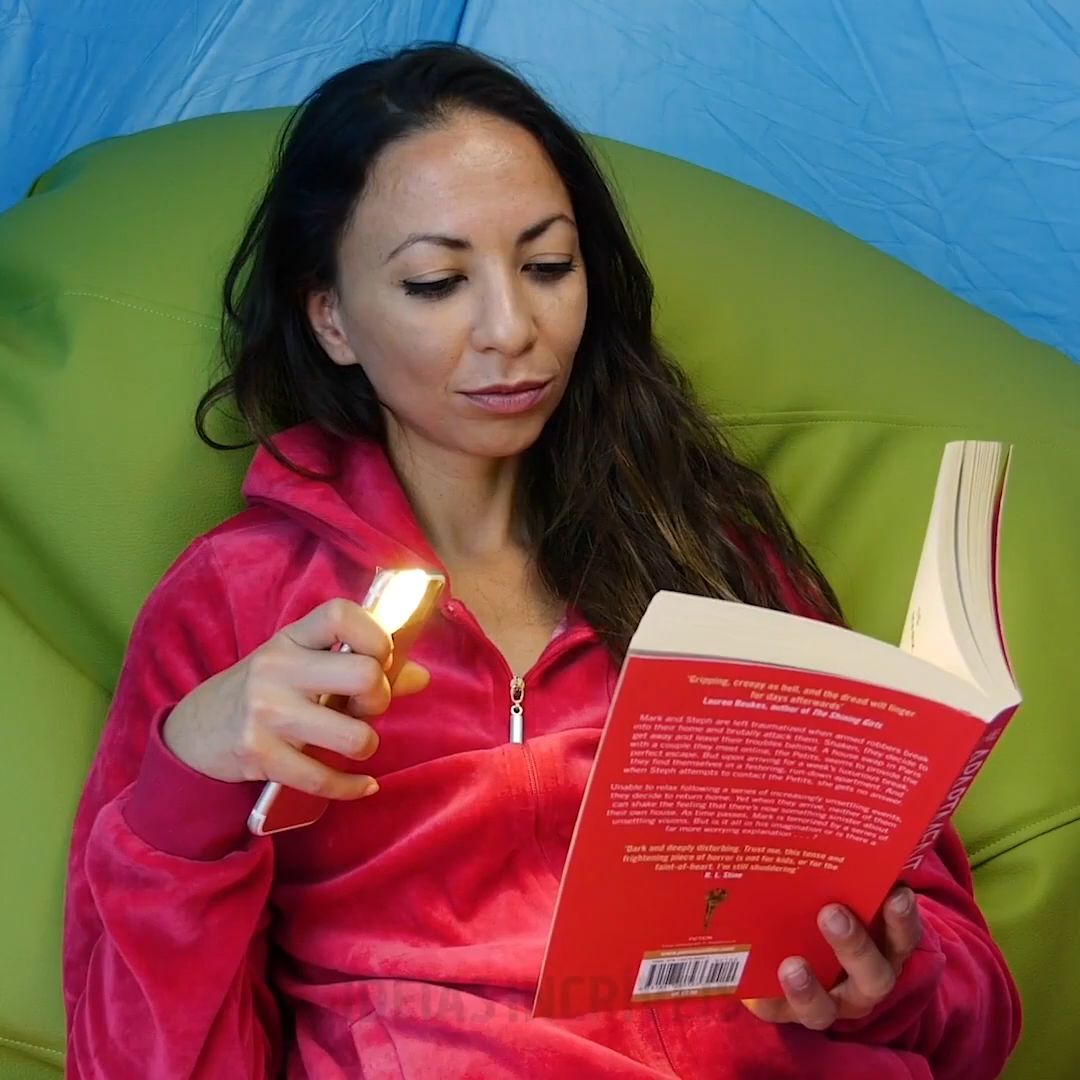 'Gripping, creepy as hell, and the dread will linger
for days afterwards'
Lauren Beukes, author of The Shining Girls
Mark and Steph are left traumatized when armed robbers break
into their home and brutally attack them. Shaken, they decide to
get away and leave their troubles behind. A house swap in Paris
with a couple they meet online, the Petits, seems to provide the
perfect escape. But upon arriving for a week's luxurious break,
they find themselves in a festering, run-down apartment. And
when Steph attempts to contact the Petits, she gets no answer.
Unable to relax following a series of increasingly unsettling events,
they decide to return home. Yet when they arrive, neither of them
can shake the feeling that there's now something sinister about
their own house. As time passes, Mark is terrorized by a series of
unsettling visions. But is it all in his imagination or is there a
far more worrying explanation . . . ?
'Dark and deeply disturbing. Trust me, this tense and
frightening piece of horror is not for kids, or for the
faint-of-heart. I'm still shuddering'
R. L. Stine
APARTMENT